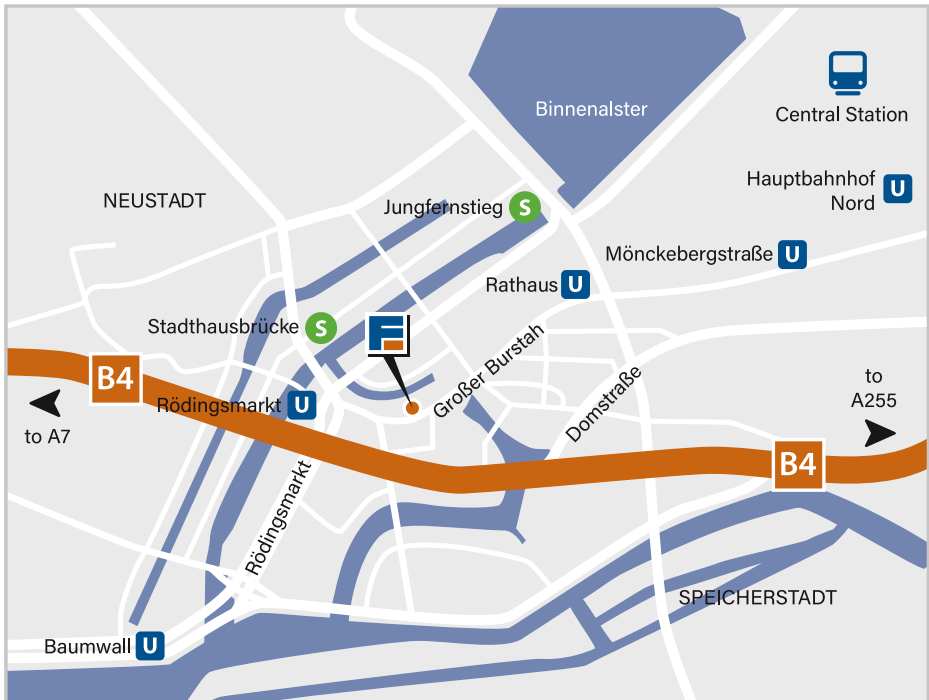 Binnenalster
Central Station
Hauptbahnhof
Nord
U
NEUSTADT
Jungfernstieg
S
Mönckebergstraße
U
Rathaus
U
Stadthausbrücke
S
Großer Burstah
B4
Domstraße
to
A255
Rödingsmarkt
U
to A7
B4
Rödingsmarkt
SPEICHERSTADT
Baumwall
U